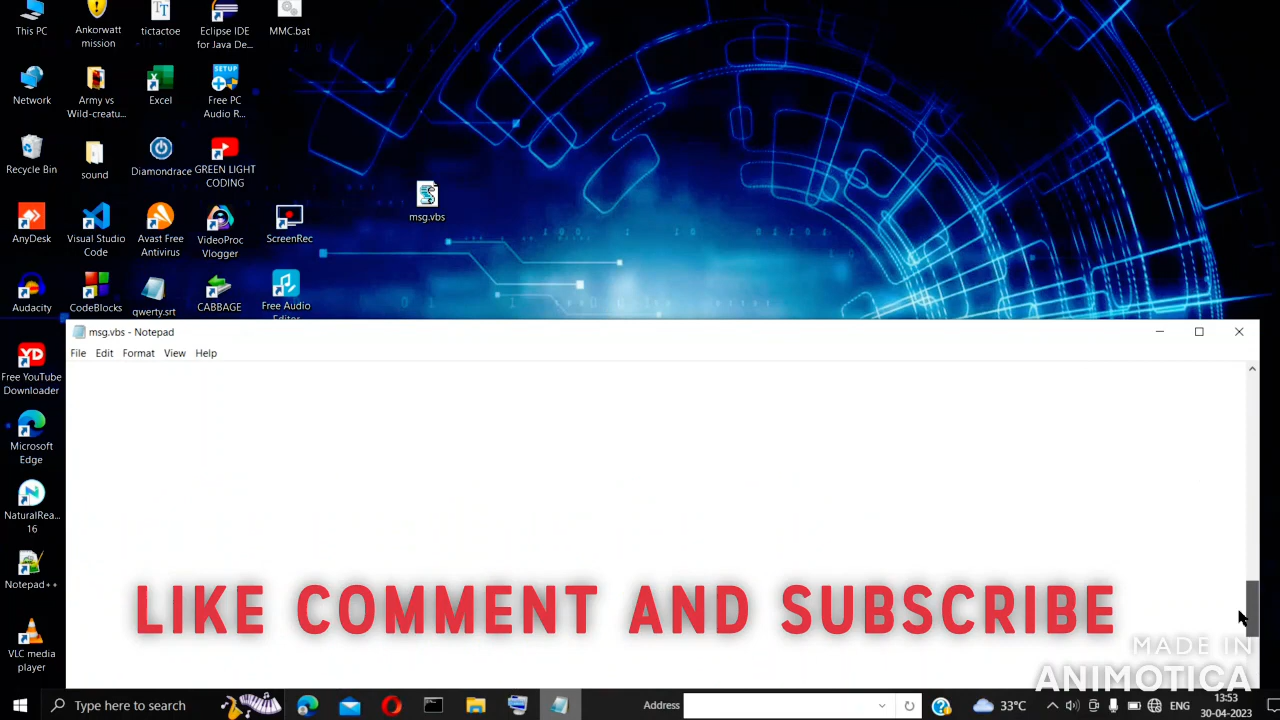 This PC
Ankorwatt
mission
tictactoe
Eclipse IDE
for Java De...
MMC.bat
Network
Army vs
Wild-creatu...
Excel
SETUP
Free PC
Audio R...
Recycle Bin
sound
Diamondrace
GREEN LIGHT
CODING
msg.vbs
AnyDesk
Visual Studio
Code
Avast Free
Antivirus
VideoProc
Vlogger
ScreenRec
Audacity
CodeBlocks
qwerty.srt
CABBAGE
Free Audio
Editor
msg.vbs - Notepad
File Edit Format View Help
Free YouTube
Downloader
Microsoft
Edge
NaturalRea...
16
Notepad++
VLC media
player
LIKE COMMENT AND SUBSCRIBE
MADE IN
ANIMOTICA
Type here to search
Address
33°C
ENG
13:53
30-04-2023